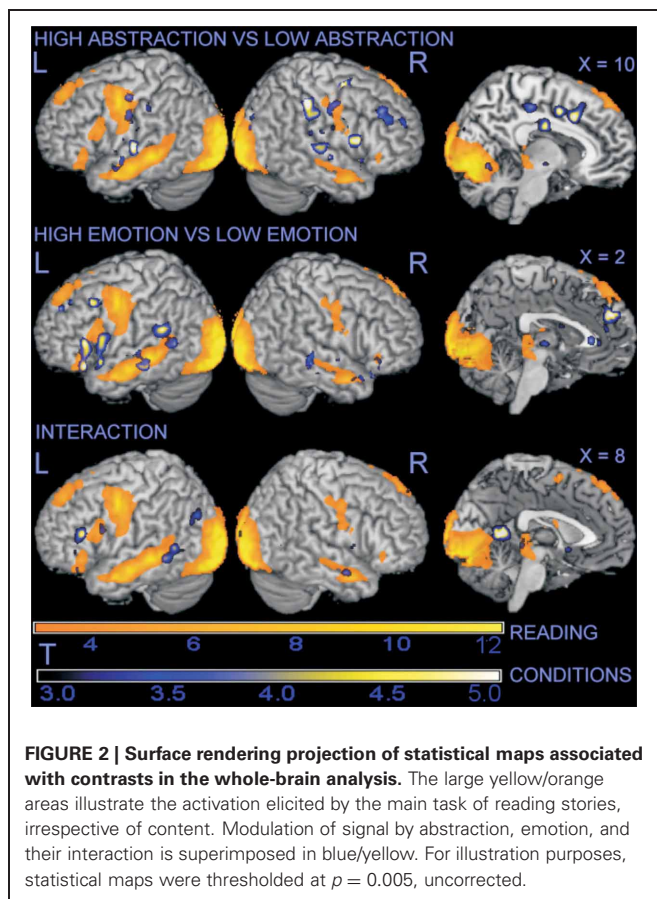 HIGH ABSTRACTION VS LOW ABSTRACTION
L R X = 10
HIGH EMOTION VS LOW EMOTION
L R X = 2
INTERACTION
L R X = 8
READING
4 6 8 10 12
T
CONDITIONS
3.0 3.5 4.0 4.5 5.0
FIGURE 2 | Surface rendering projection of statistical maps associated
with contrasts in the whole-brain analysis. The large yellow/orange
areas illustrate the activation elicited by the main task of reading stories,
irrespective of content. Modulation of signal by abstraction, emotion, and
their interaction is superimposed in blue/yellow. For illustration purposes,
statistical maps were thresholded at p = 0.005, uncorrected.